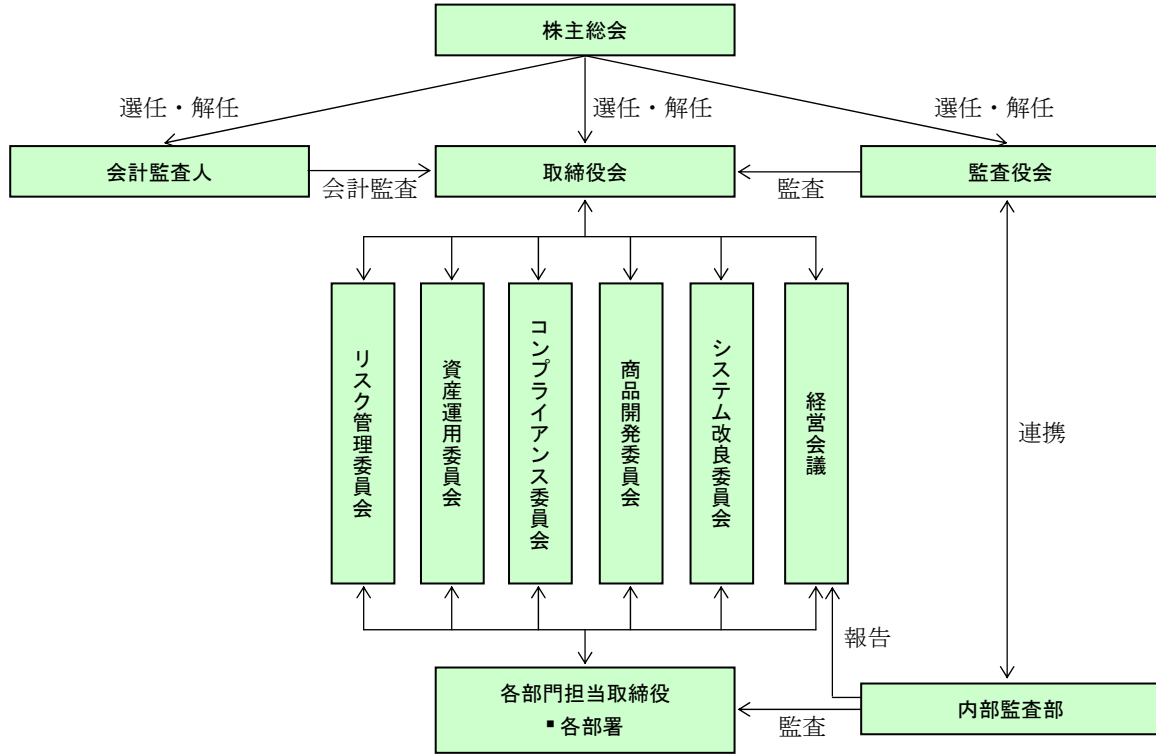 株主総会
選任・解任
選任・解任
選任・解任
会計監査人
取締役会
監査役会
会計監査
監査
リスク管理委員会
資産運用委員会
コンプライアンス委員会
商品開発委員会
システム改良委員会
経営会議
連携
報告
各部門担当取締役
▪各部署
監査
内部監査部